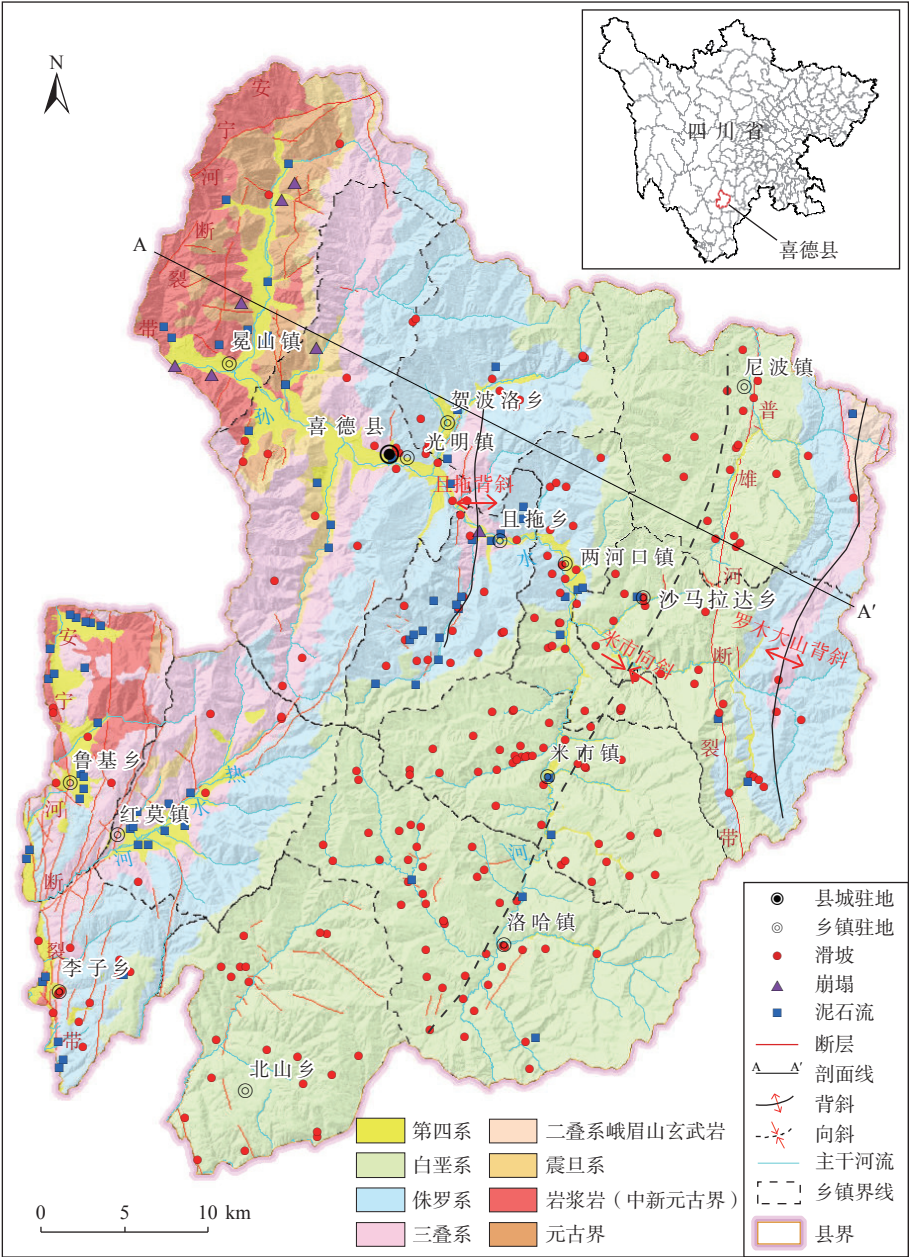 N
四川省
喜德县
安
宁
河
断
裂
带
A
冕山镇
尼波镇
孙
水
河
贺波洛乡
喜德县
光明镇
普
雄
河
断
裂
带
且拖背斜
且拖乡
两河口镇
沙马拉达乡
A′
罗木大山背斜
米市向斜
安
宁
河
断
裂
带
鲁基乡
热
水
河
红莫镇
米市镇
洛哈镇
李子乡
北山乡
县城驻地
乡镇驻地
滑坡
崩塌
泥石流
断层
A A′ 剖面线
背斜
向斜
主干河流
乡镇界线
县界
第四系
二叠系峨眉山玄武岩
白垩系
震旦系
侏罗系
岩浆岩（中新元古界）
三叠系
元古界
0 5 10 km